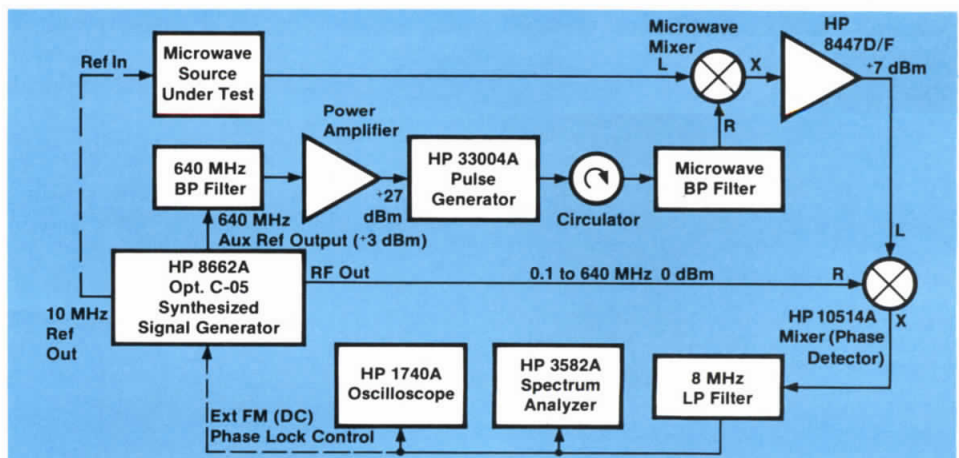 Ref In
Microwave
Source
Under Test
L
Microwave
Mixer
X
R
HP
8447D/F
+7 dBm
Power
Amplifier
640 MHz
BP Filter
+27
dBm
HP 33004A
Pulse
Generator
Circulator
Microwave
BP Filter
640 MHz
Aux Ref Output (+3 dBm)
HP 8662A
Opt. C-05
Synthesized
Signal Generator
RF Out
0.1 to 640 MHz 0 dBm
R
L
X
10 MHz
Ref
Out
HP 10514A
Mixer (Phase
Detector)
HP 1740A
Oscilloscope
HP 3582A
Spectrum
Analyzer
8 MHz
LP Filter
Ext FM (DC)
Phase Lock Control